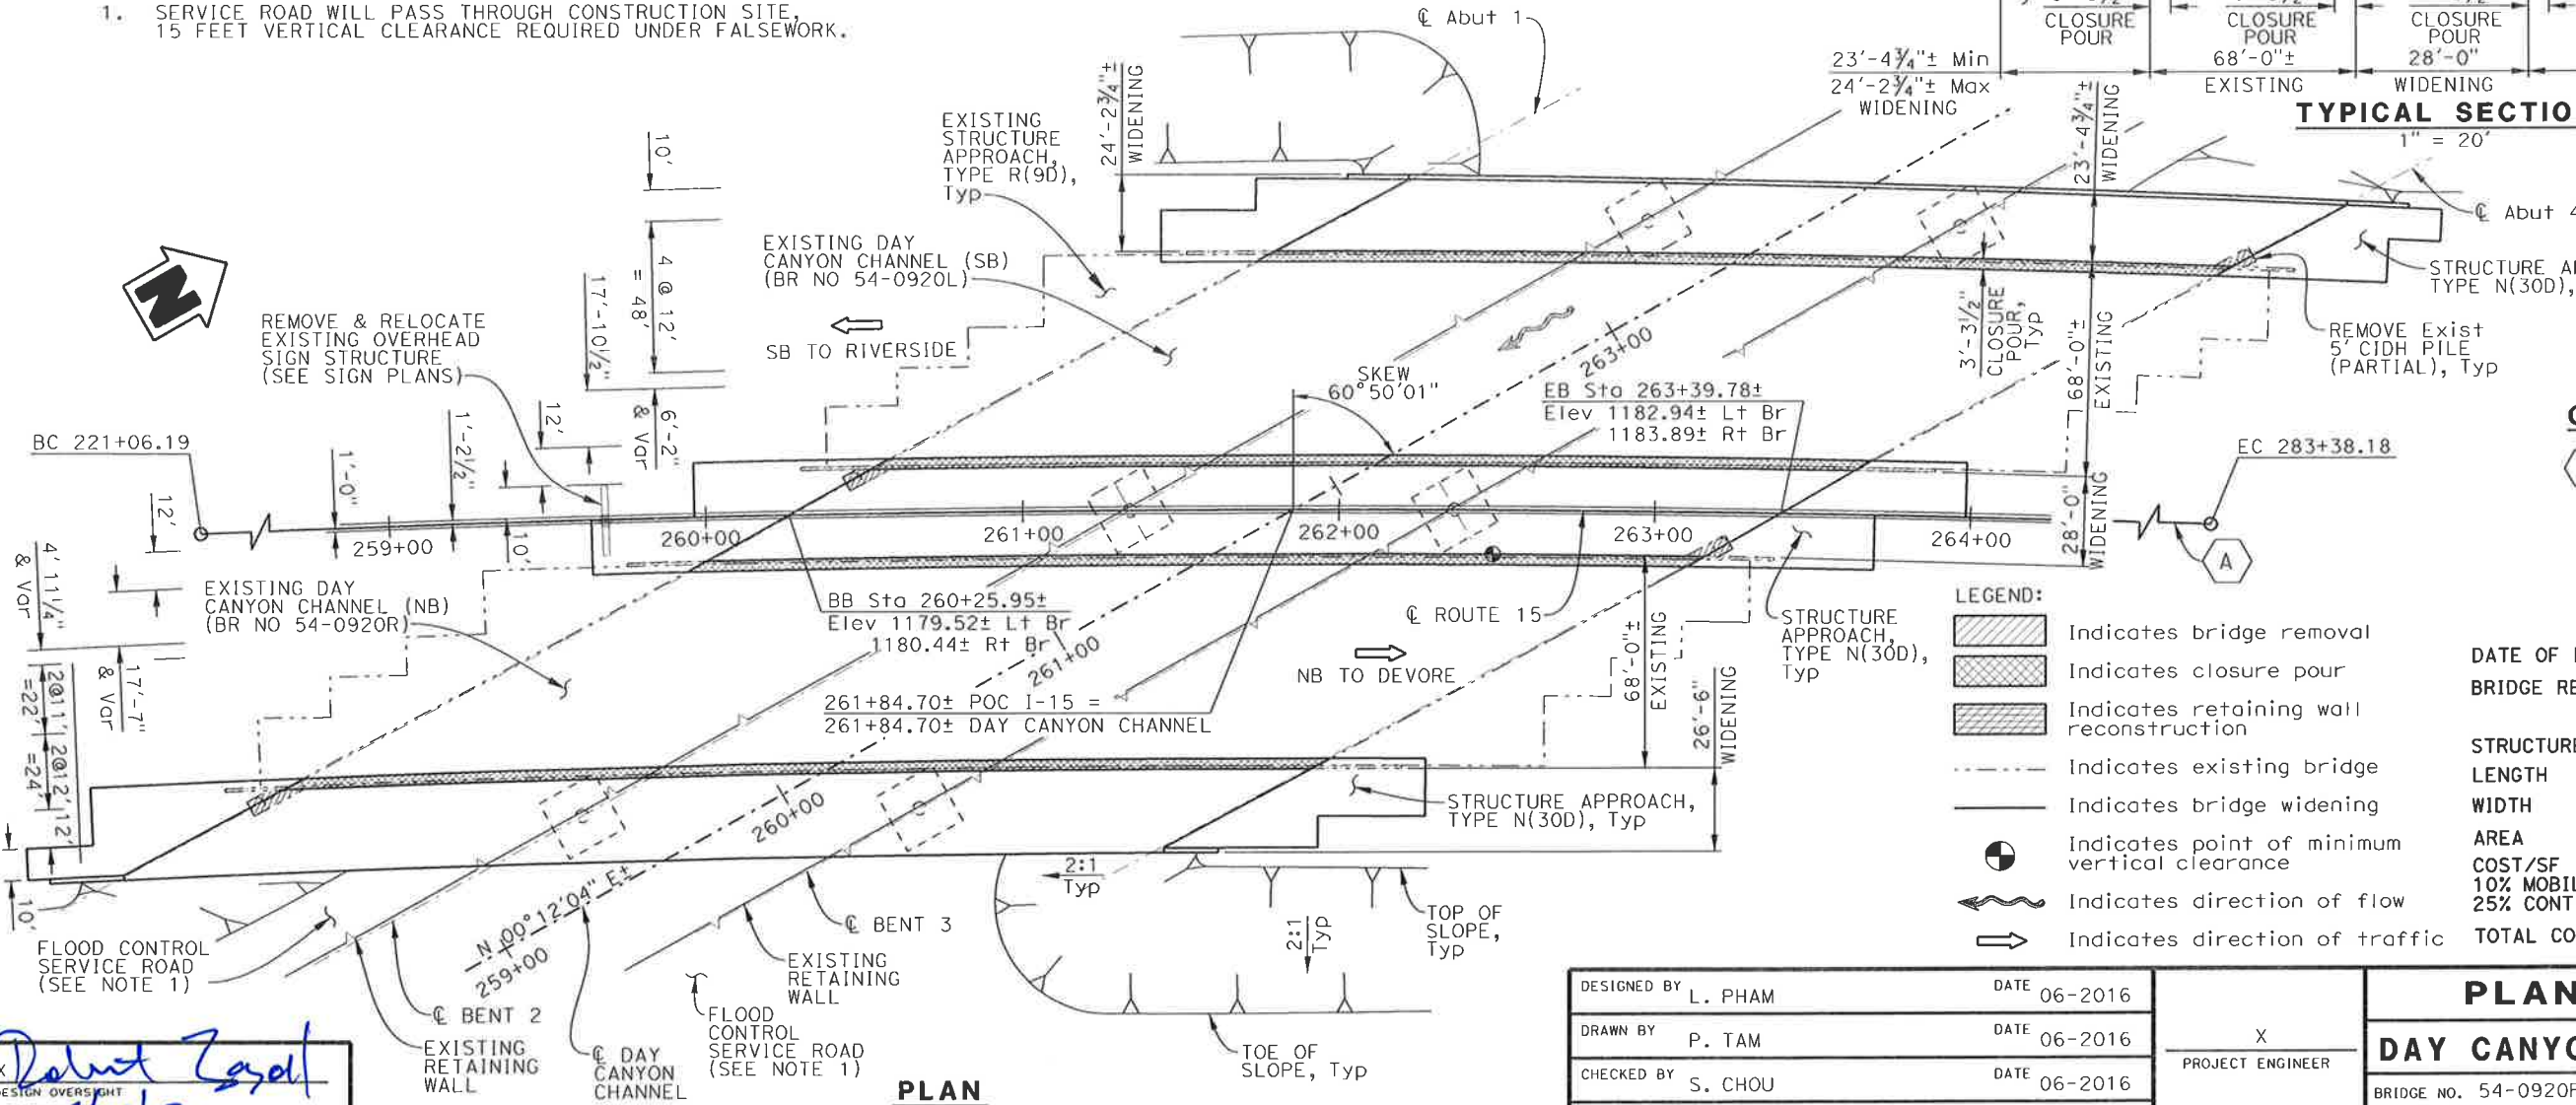 1. SERVICE ROAD WILL PASS THROUGH CONSTRUCTION SITE,
15 FEET VERTICAL CLEARANCE REQUIRED UNDER FALSEWORK.
℄ Abut 1
CLOSURE
POUR
CLOSURE
POUR
CLOSURE
POUR
68'-0"±
28'-0"
EXISTING
WIDENING
23'-4¾"± Min
24'-2¾"± Max
WIDENING
TYPICAL SECTIO
1" = 20'
24'-2¾"±
WIDENING
23'-4¾"±
WIDENING
EXISTING
STRUCTURE
APPROACH,
TYPE R(9D),
Typ
10'
4 @ 12'
= 48'
17'-10½"
6'-2"
& Var
EXISTING DAY
CANYON CHANNEL (SB)
(BR NO 54-0920L)
SB TO RIVERSIDE
N
REMOVE & RELOCATE
EXISTING OVERHEAD
SIGN STRUCTURE
(SEE SIGN PLANS)
℄ Abut 4
TYPE N(30D),
REMOVE Exist
5' CIDH PILE
(PARTIAL), Typ
3'-3½"
CLOSURE
POUR,
Typ
68'-0"±
EXISTING
263+00
SKEW
60°50'01"
EB Sta 263+39.78±
Elev 1182.94± Lt Br
1183.89± Rt Br
BC 221+06.19
EC 283+38.18
12'
1'-0"
1'-2½"
12'
10'
259+00
260+00
261+00
262+00
263+00
264+00
28'-0"
WIDENING
A
4' 11¼"
& Var
17'-7"
& Var
2@11'
=22'
2@12'
=24'
12'
10'
EXISTING DAY
CANYON CHANNEL (NB)
(BR NO 54-0920R)
BB Sta 260+25.95±
Elev 1179.52± Lt Br
1180.44± Rt Br
261+00
℄ ROUTE 15
STRUCTURE
APPROACH,
TYPE N(30D),
Typ
NB TO DEVORE
68'-0"±
EXISTING
26'-6"
WIDENING
261+84.70± POC I-15 =
261+84.70± DAY CANYON CHANNEL
260+00
STRUCTURE APPROACH,
TYPE N(30D), Typ
LEGEND:
Indicates bridge removal
Indicates closure pour
Indicates retaining wall
reconstruction
Indicates existing bridge
Indicates bridge widening
Indicates point of minimum
vertical clearance
Indicates direction of flow
Indicates direction of traffic
DATE OF
BRIDGE RE
STRUCTURE
LENGTH
WIDTH
AREA
COST/SF
10% MOBIL
25% CONT
TOTAL CO
2:1
Typ
2:1
Typ
TOP OF
SLOPE,
Typ
TOE OF
SLOPE, Typ
FLOOD CONTROL
SERVICE ROAD
(SEE NOTE 1)
N 00°12'04" E±
259+00
℄ BENT 2
EXISTING
RETAINING
WALL
℄ DAY
CANYON
CHANNEL
℄ BENT 3
EXISTING
RETAINING
WALL
FLOOD
CONTROL
SERVICE ROAD
(SEE NOTE 1)
PLAN
X
DESIGN OVERSIGHT
DESIGNED BY L. PHAM DATE 06-2016
DRAWN BY P. TAM DATE 06-2016
CHECKED BY S. CHOU DATE 06-2016
X
PROJECT ENGINEER
PLAN
DAY CANYO
BRIDGE NO. 54-0920R